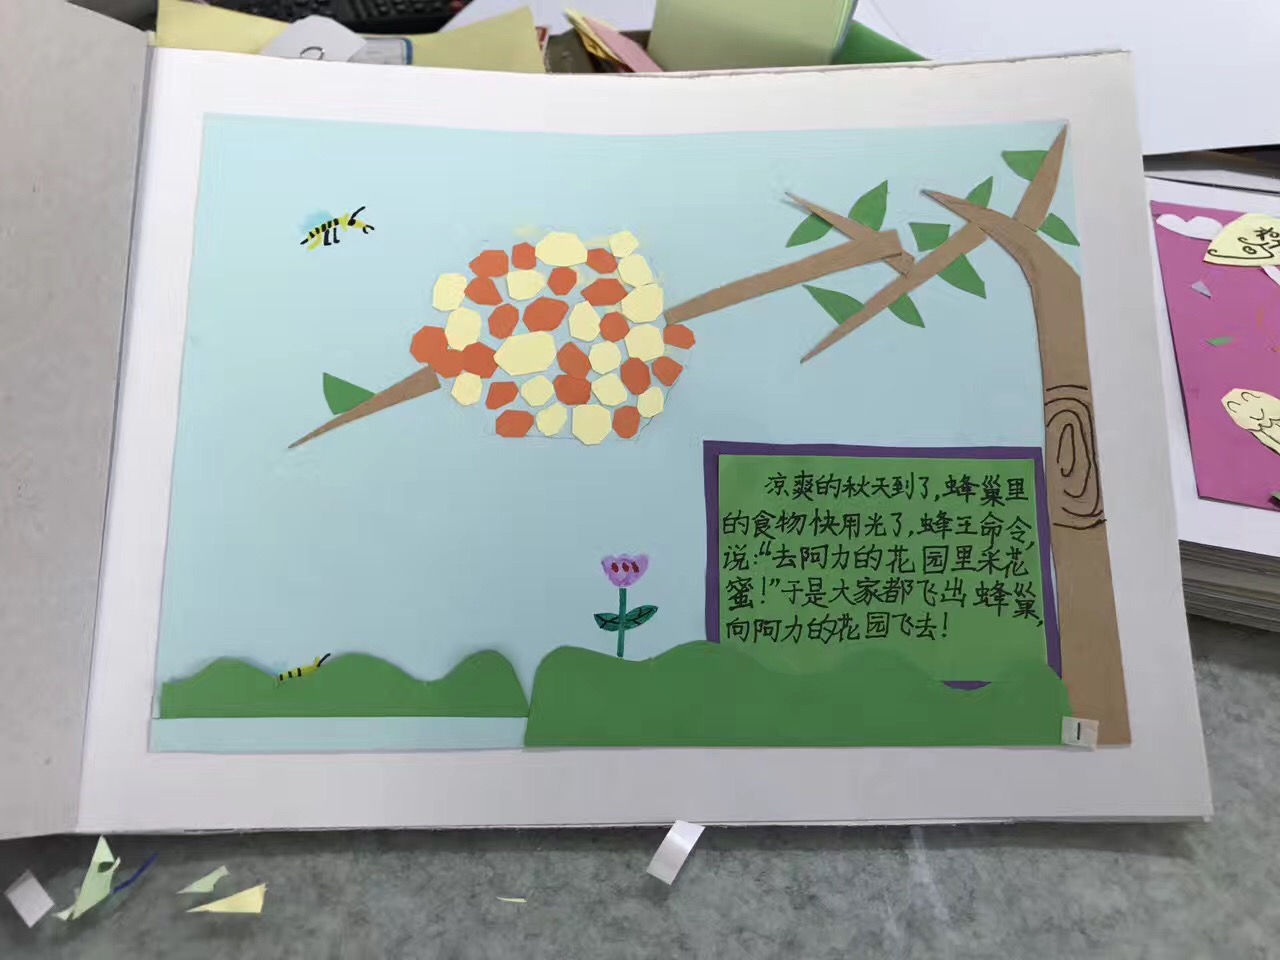 凉爽的秋天到了,蜂巢里
的食物快用光了,蜂王命令
说:“去阿力的花园里采花
蜜!”于是大家都飞出蜂巢,
向阿力的花园飞去!
1